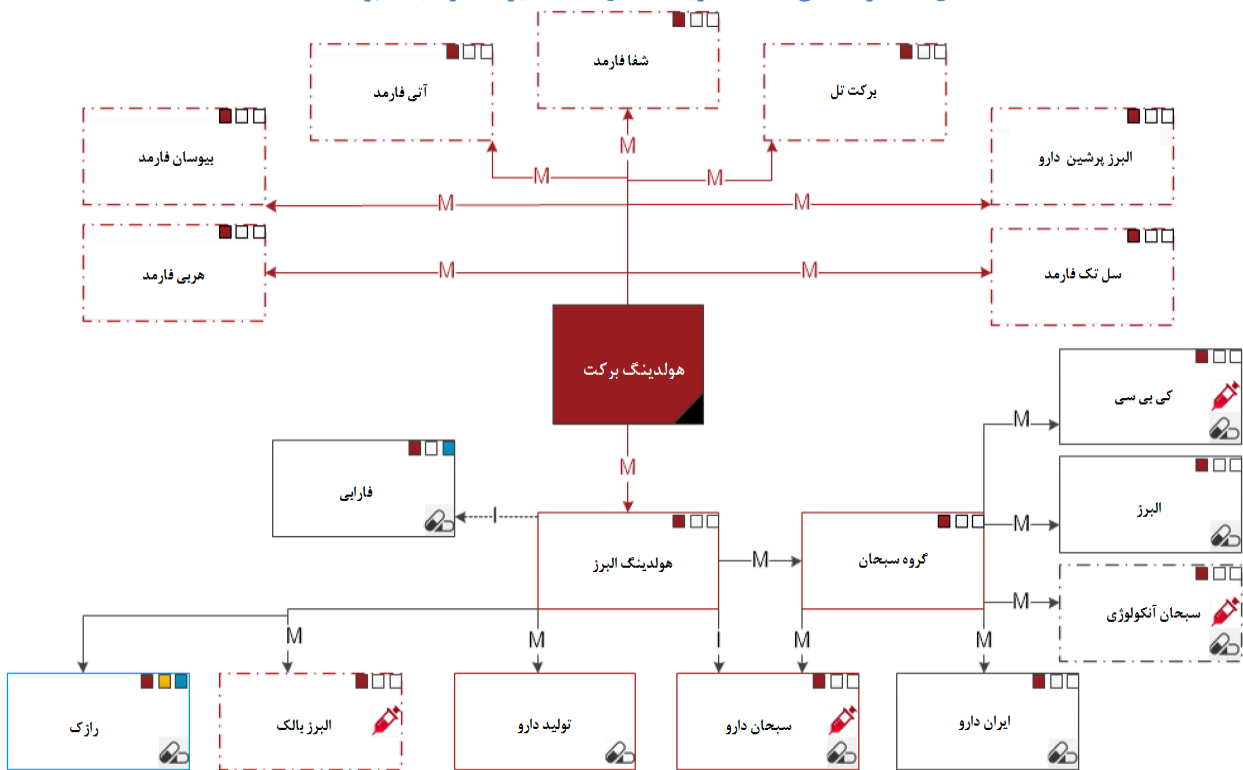 شفا فارمد
آتی فارمد
برکت تل
بیوسان فارمد
البرز پرشین دارو
M
M
M
M
M
هربی فارمد
سل تک فارمد
M
M
هولدینگ برکت
کی بی سی
M
M
فارابی
البرز
I
M
هولدینگ البرز
گروه سبحان
M
سبحان آنکولوژی
M
M
M
I
M
M
رازک
البرز بالک
تولید دارو
سبحان دارو
ایران دارو